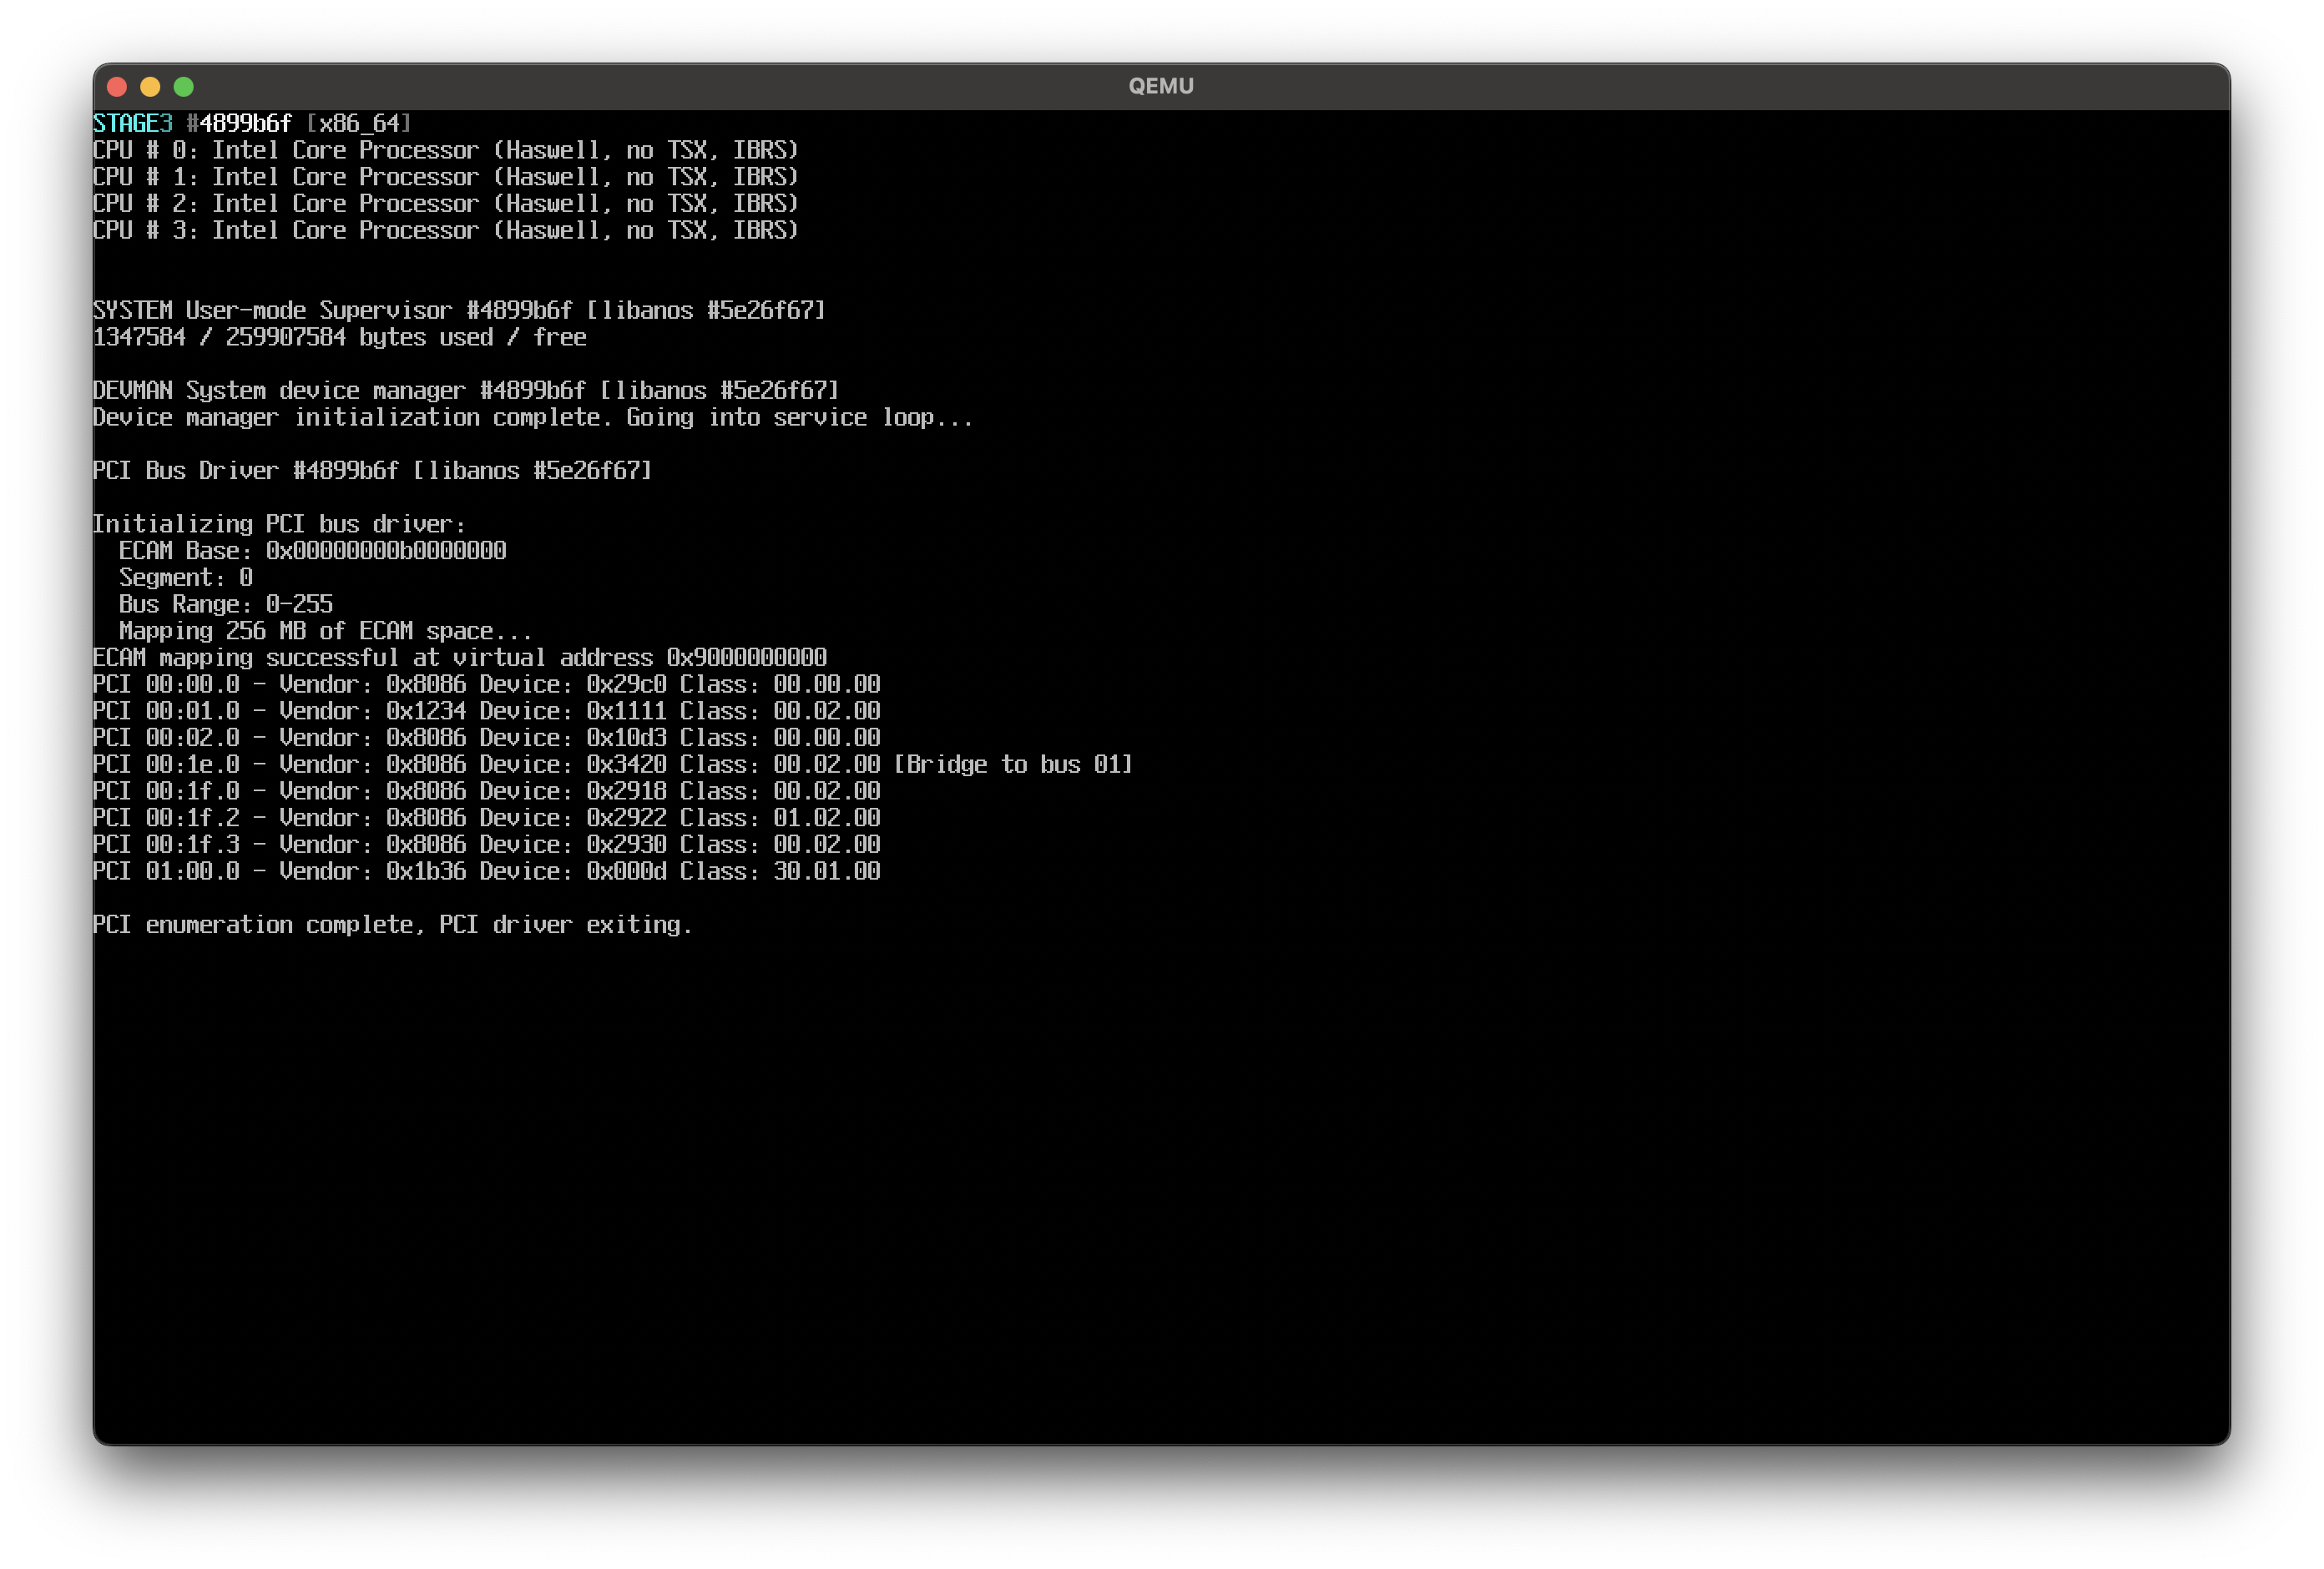 QEMU
STAGE3 #4899b6f [x86_64]
CPU # 0: Intel Core Processor (Haswell, no TSX, IBRS)
CPU # 1: Intel Core Processor (Haswell, no TSX, IBRS)
CPU # 2: Intel Core Processor (Haswell, no TSX, IBRS)
CPU # 3: Intel Core Processor (Haswell, no TSX, IBRS)
SYSTEM User-mode Supervisor #4899b6f [libanos #5e26f67]
1347584 / 259907584 bytes used / free
DEVMAN System device manager #4899b6f [libanos #5e26f67]
Device manager initialization complete. Going into service loop...
PCI Bus Driver #4899b6f [libanos #5e26f67]
Initializing PCI bus driver:
  ECAM Base: 0x00000000b0000000
  Segment: 0
  Bus Range: 0-255
  Mapping 256 MB of ECAM space...
ECAM mapping successful at virtual address 0x9000000000
PCI 00:00.0 - Vendor: 0x8086 Device: 0x29c0 Class: 00.00.00
PCI 00:01.0 - Vendor: 0x1234 Device: 0x1111 Class: 00.02.00
PCI 00:02.0 - Vendor: 0x8086 Device: 0x10d3 Class: 00.00.00
PCI 00:1e.0 - Vendor: 0x8086 Device: 0x3420 Class: 00.02.00 [Bridge to bus 01]
PCI 00:1f.0 - Vendor: 0x8086 Device: 0x2918 Class: 00.02.00
PCI 00:1f.2 - Vendor: 0x8086 Device: 0x2922 Class: 01.02.00
PCI 00:1f.3 - Vendor: 0x8086 Device: 0x2930 Class: 00.02.00
PCI 01:00.0 - Vendor: 0x1b36 Device: 0x000d Class: 30.01.00
PCI enumeration complete, PCI driver exiting.